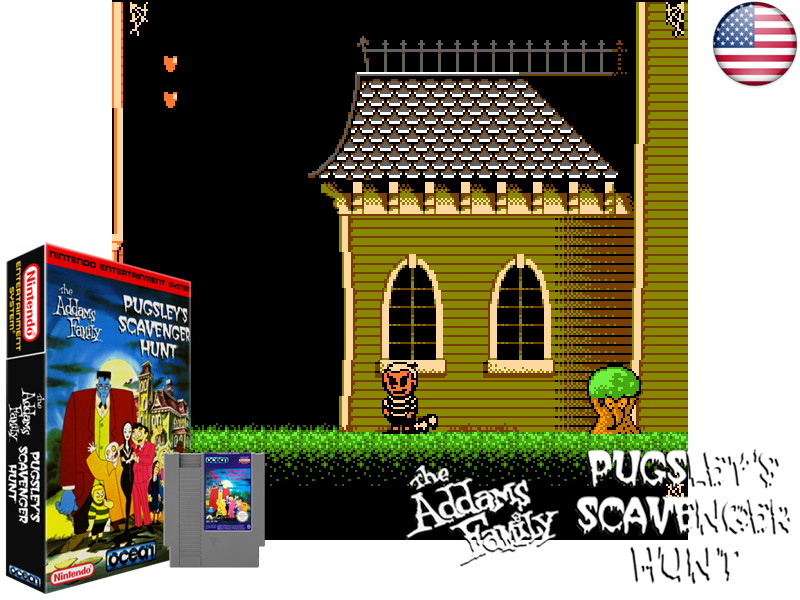 NINTENDO ENTERTAINMENT SYSTEM
Nintendo
ENTERTAINMENT
SYSTEM
The
Addams
Family
PUGSLEY'S
SCAVENGER
HUNT
The
Addams
Family
PUGSLEY'S
SCAVENGER
HUNT
ocean
Nintendo
ocean
ocean
The
Addams
Family
PUGSLEY'S
SCAVENGER
HUNT